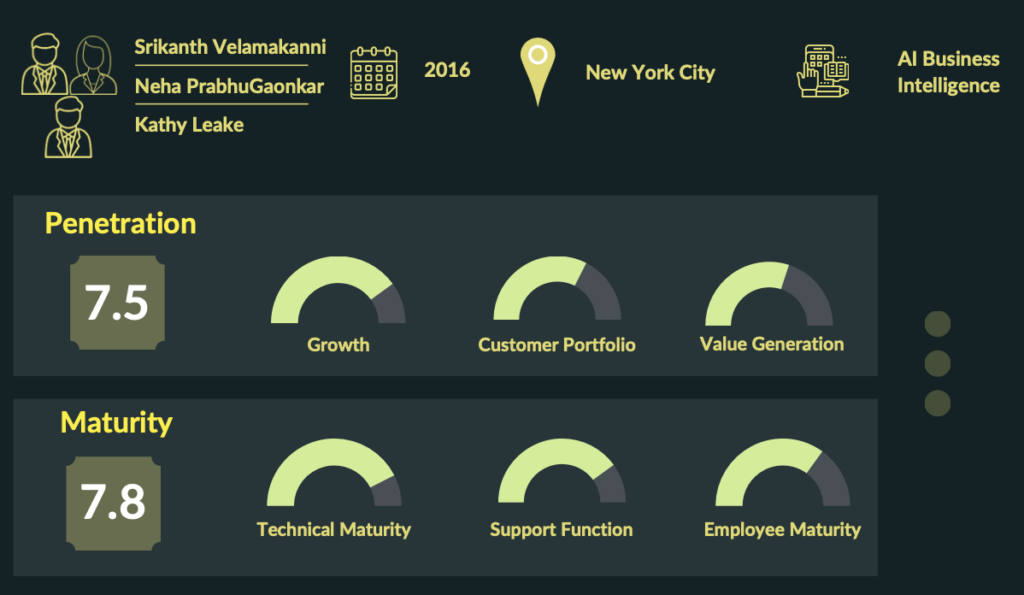 Srikanth Velamakanni
Neha PrabhuGaonkar
Kathy Leake
2016
New York City
AI Business
Intelligence
Penetration
7.5
Growth
Customer Portfolio
Value Generation
Maturity
7.8
Technical Maturity
Support Function
Employee Maturity